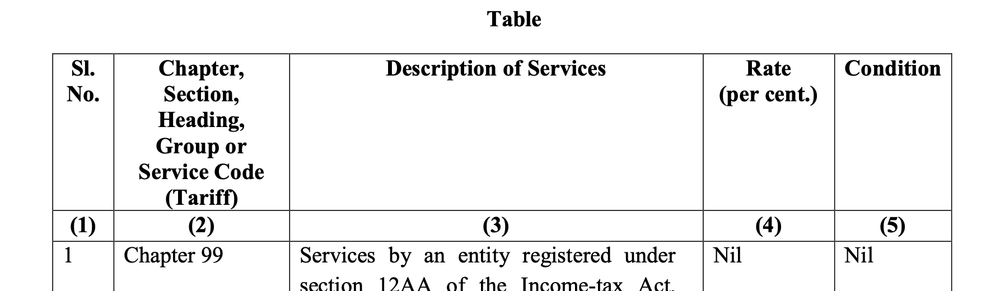 Table
Sl.
No.
Chapter,
Section,
Heading,
Group or
Service Code
(Tariff)
Description of Services
Rate
(per cent.)
Condition
(1)
(2)
(3)
(4)
(5)
1
Chapter 99
Services by an entity registered under
section 12AA of the Income-tax Act,
Nil
Nil